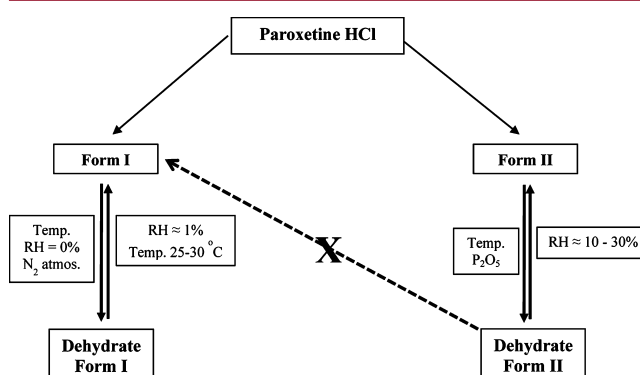 Paroxetine HCl
Form I
Form II
Temp.
RH = 0%
N₂ atmos.
RH ≈ 1%
Temp. 25-30 °C
X
Temp.
P₂O₅
RH ≈ 10 - 30%
Dehydrate
Form I
Dehydrate
Form II